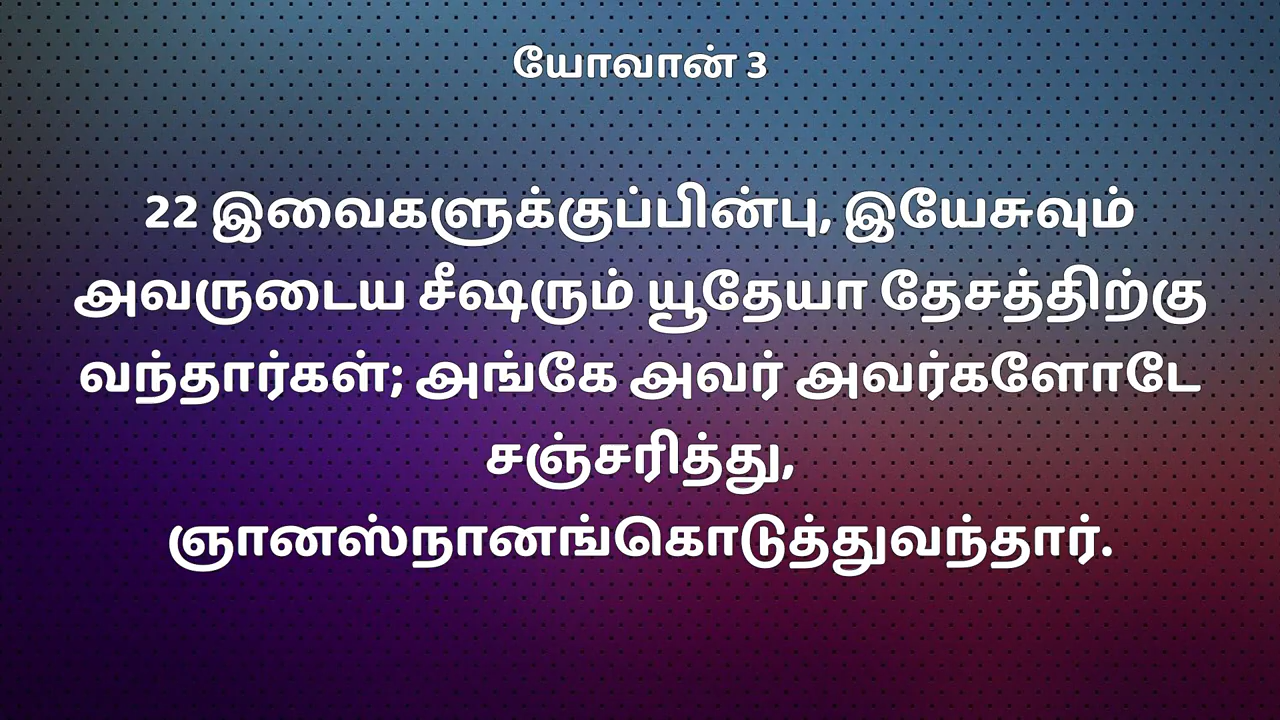 யோவான் 3
22 இவைகளுக்குப்பின்பு, இயேசுவும்
அவருடைய சீஷரும் யூதேயா தேசத்திற்கு
வந்தார்கள்; அங்கே அவர் அவர்களோடே
சஞ்சரித்து,
ஞானஸ்நானங்கொடுத்துவந்தார்.